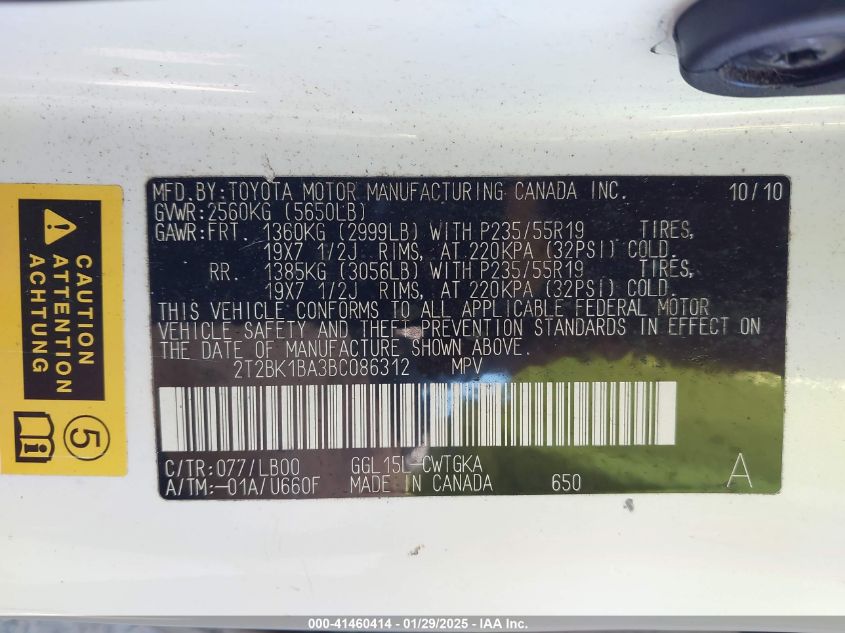 MFD.BY:TOYOTA MOTOR MANUFACTURING CANADA INC. 10/10
GVWR:2560KG (5650LB)
GAWR:FRT. 1360KG (2999LB) WITH P235/55R19 TIRES,
19X7 1/2J RIMS, AT 220KPA (32PSI) COLD.
RR. 1385KG (3056LB) WITH P235/55R19 TIRES,
19X7 1/2J RIMS, AT 220KPA (32PSI) COLD.
THIS VEHICLE CONFORMS TO ALL APPLICABLE FEDERAL MOTOR
VEHICLE SAFETY AND THEFT PREVENTION STANDARDS IN EFFECT ON
THE DATE OF MANUFACTURE SHOWN ABOVE.
2T2BK1BA3BC086312 MPV
C/TR:077/LB00 GGL15L-CWTGKA
A/TM:-01A/U660F MADE IN CANADA 650 A
CAUTION
ATTENTION
ACHTUNG
5
i
000-41460414 - 01/29/2025 - IAA Inc.